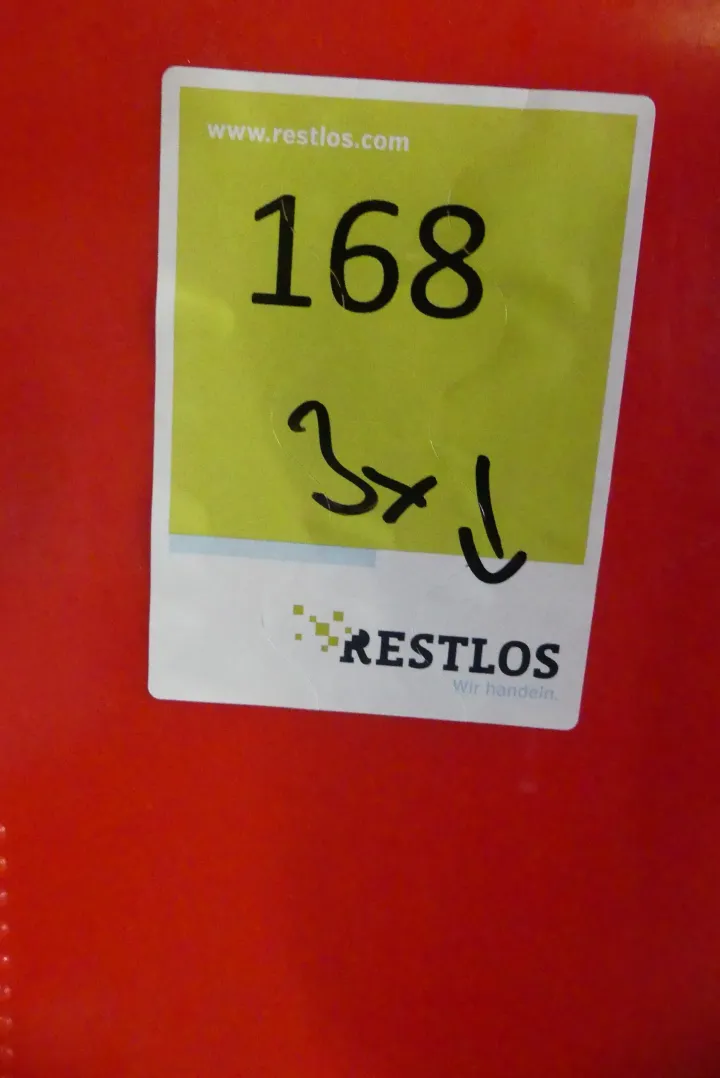 www.restlos.com
168
3x ↓
RESTLOS
Wir handeln.